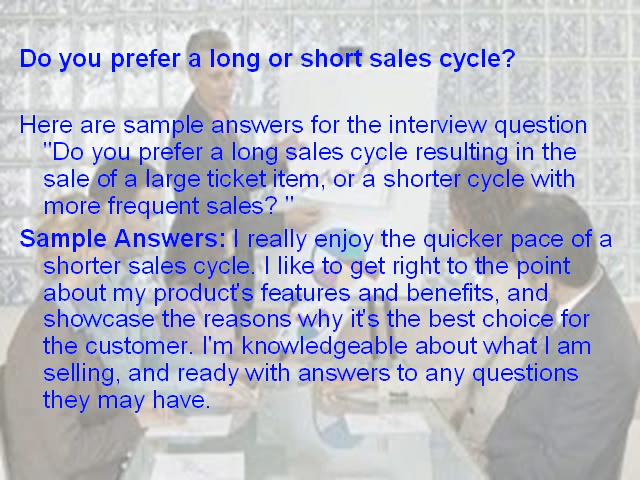 Do you prefer a long or short sales cycle?
Here are sample answers for the interview question
"Do you prefer a long sales cycle resulting in the
sale of a large ticket item, or a shorter cycle with
more frequent sales? "
Sample Answers: I really enjoy the quicker pace of a
shorter sales cycle. I like to get right to the point
about my product's features and benefits, and
showcase the reasons why it's the best choice for
the customer. I'm knowledgeable about what I am
selling, and ready with answers to any questions
they may have.